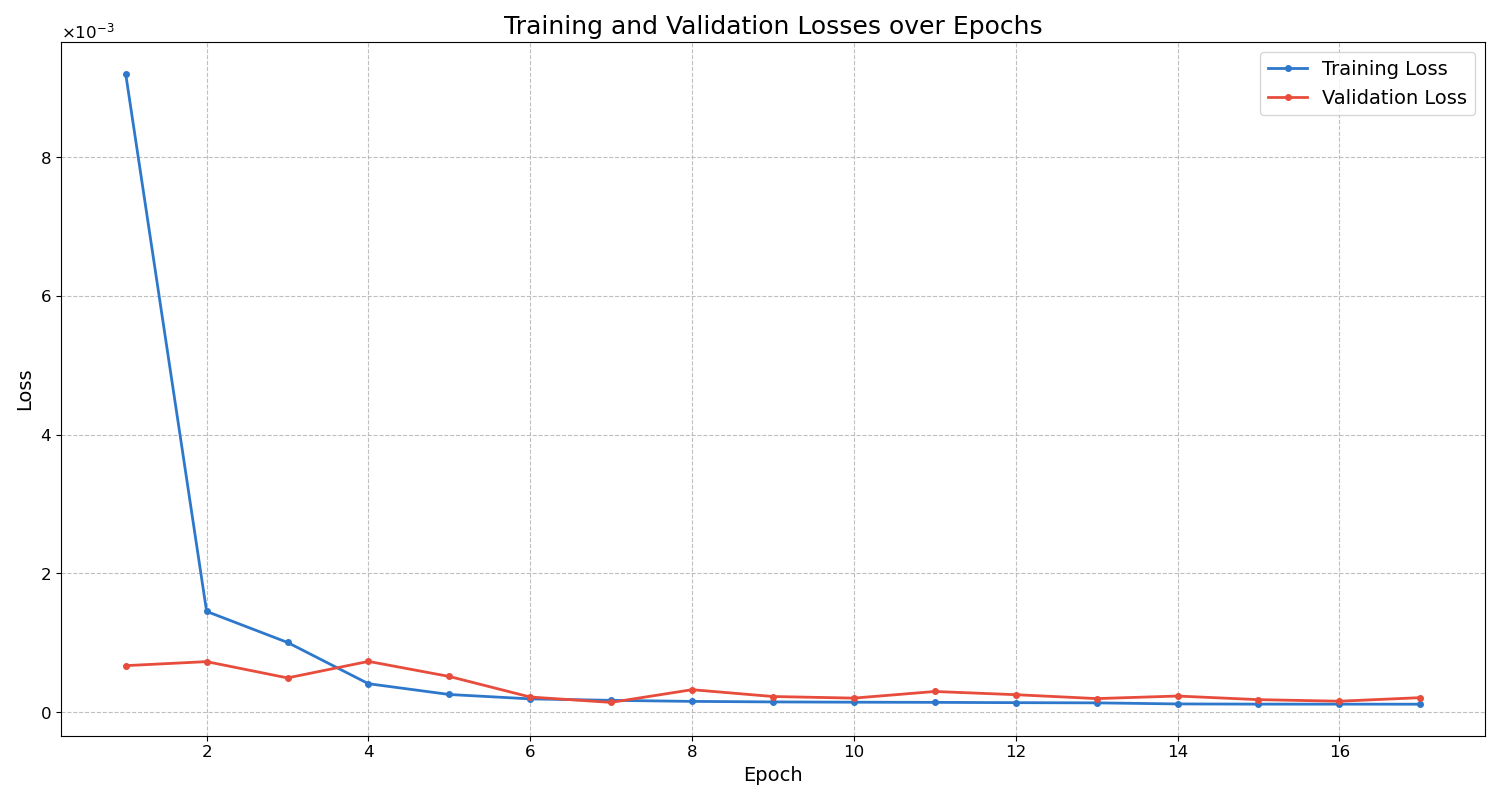 Training and Validation Losses over Epochs
×10⁻³
Training Loss
Validation Loss
8
6
4
2
0
Loss
2 4 6 8 10 12 14 16
Epoch